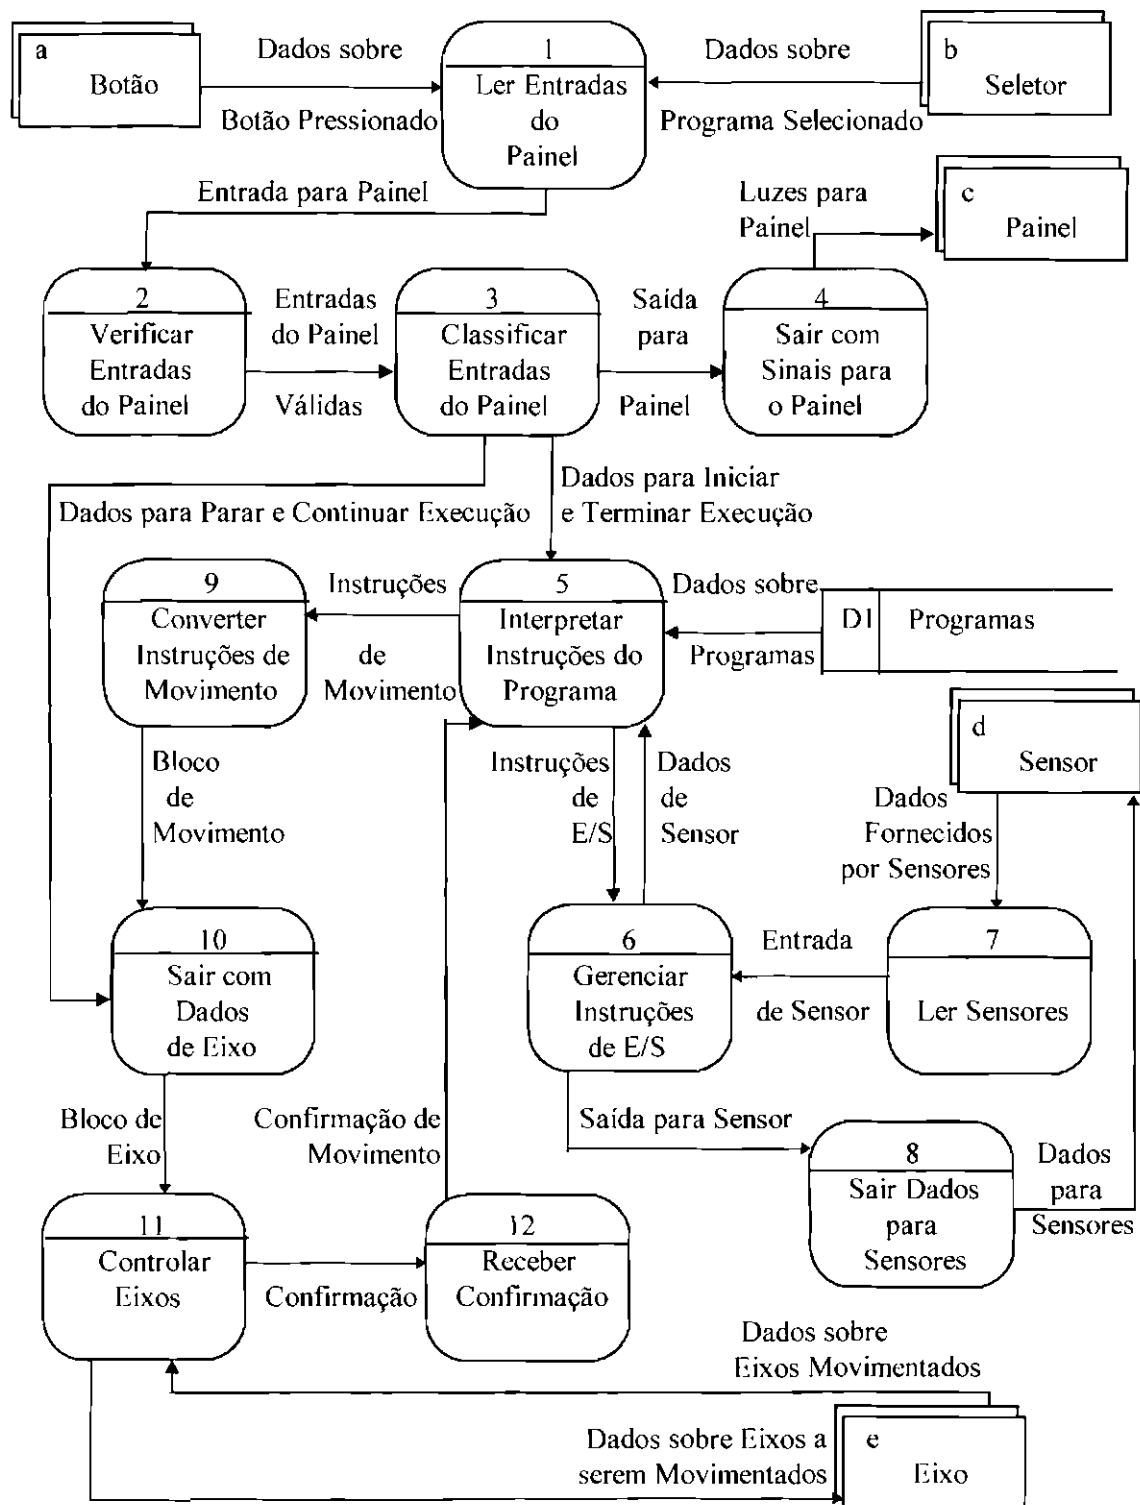 a
Botão
Dados sobre
Botão Pressionado
1
Ler Entradas
do
Painel
Dados sobre
Programa Selecionado
b
Seletor
Entrada para Painel
Luzes para
Painel
c
Painel
2
Verificar
Entradas
do Painel
Entradas
do Painel
Válidas
3
Classificar
Entradas
do Painel
Saída
para
Painel
4
Sair com
Sinais para
o Painel
Dados para Parar e Continuar Execução
Dados para Iniciar
e Terminar Execução
9
Converter
Instruções de
Movimento
Instruções
de
Movimento
5
Interpretar
Instruções do
Programa
Dados sobre
Programas
D1
Programas
Bloco
de
Movimento
Instruções
de
E/S
Dados
de
Sensor
d
Sensor
Dados
Fornecidos
por Sensores
10
Sair com
Dados
de Eixo
6
Gerenciar
Instruções
de E/S
Entrada
de Sensor
7
Ler Sensores
Bloco de
Eixo
Confirmação de
Movimento
Saída para Sensor
8
Sair Dados
para
Sensores
Dados
para
Sensores
11
Controlar
Eixos
Confirmação
12
Receber
Confirmação
Dados sobre
Eixos Movimentados
Dados sobre Eixos a
serem Movimentados
e
Eixo